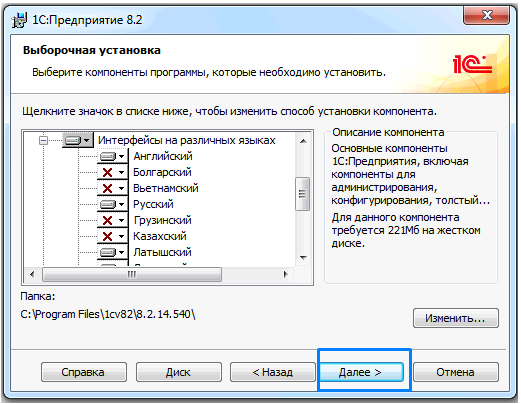 1С:Предприятие 8.2
Выборочная установка
Выберите компоненты программы, которые необходимо установить.
1С
Щелкните значок в списке ниже, чтобы изменить способ установки компонента.
Интерфейсы на различных языках
Английский
Болгарский
Вьетнамский
Русский
Грузинский
Казахский
Латышский
Описание компонента
Основные компоненты
1С:Предприятия, включая
компоненты для
администрирования,
конфигурирования, толстый...
Для данного компонента
требуется 221Мб на жестком
диске.
Папка:
C:\Program Files\1cv82\8.2.14.540\
Изменить...
Справка
Диск
< Назад
Далее >
Отмена